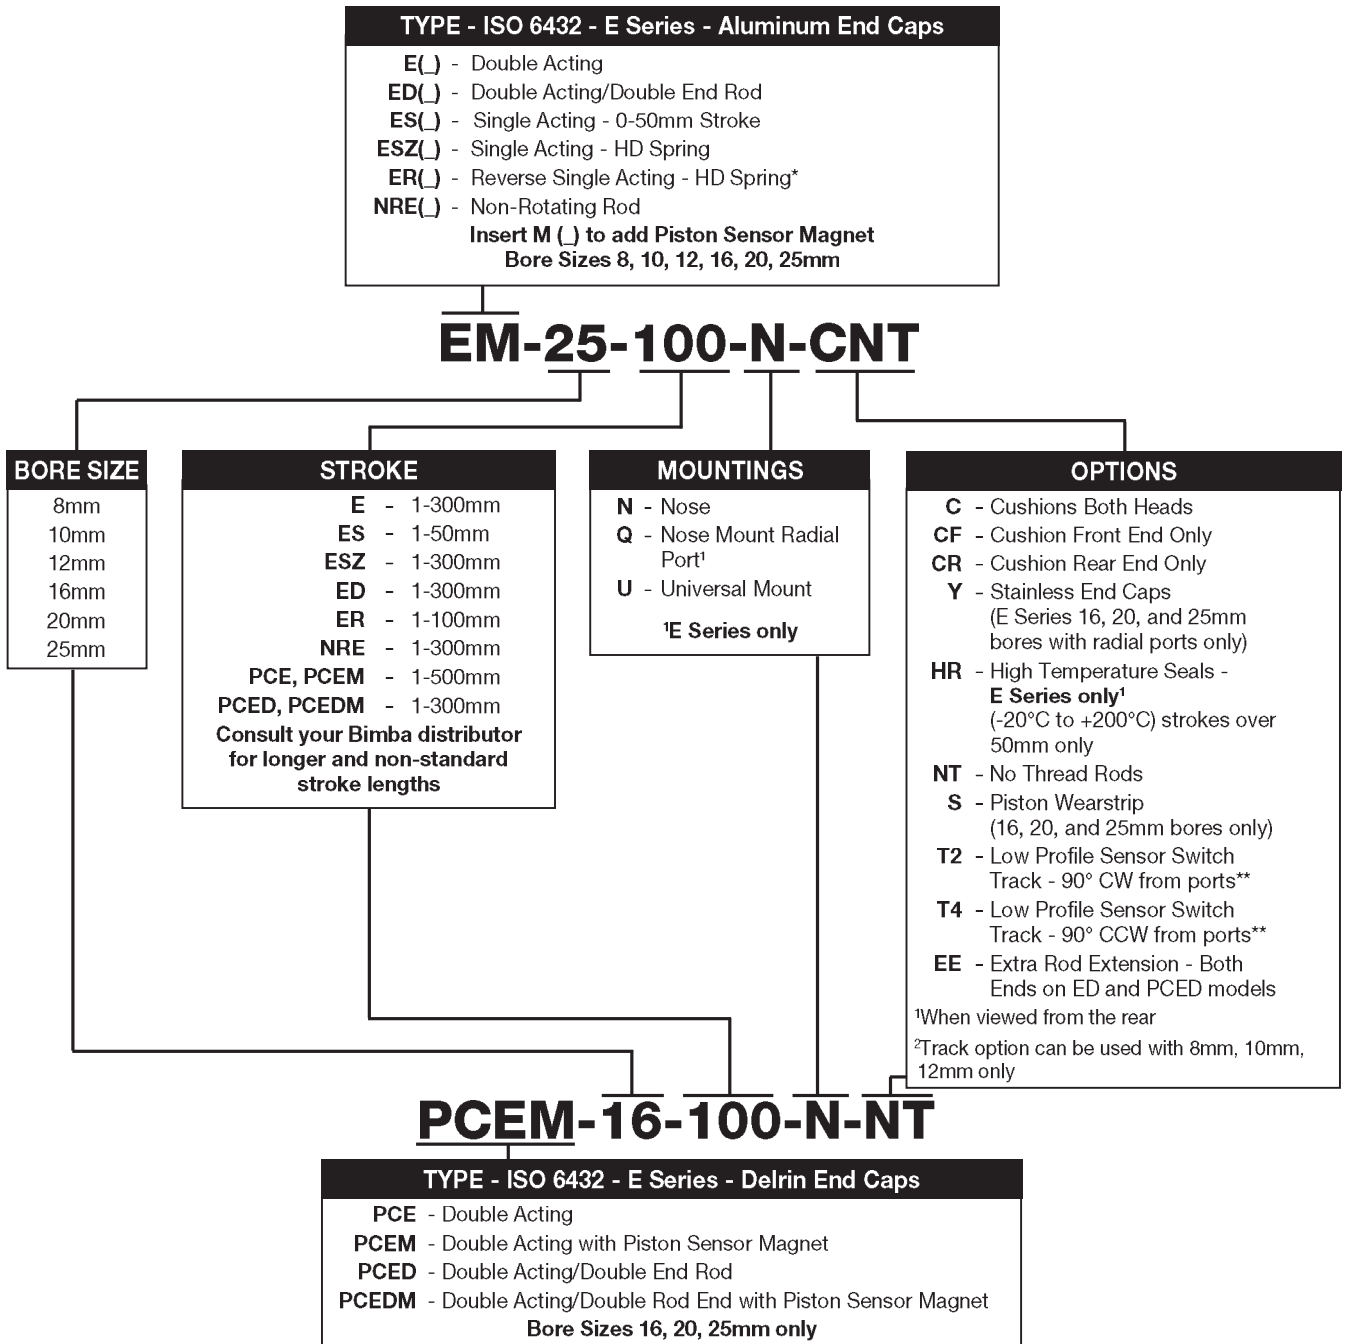 TYPE - ISO 6432 - E Series - Aluminum End Caps
E(_) - Double Acting
ED(_) - Double Acting/Double End Rod
ES(_) - Single Acting - 0-50mm Stroke
ESZ(_) - Single Acting - HD Spring
ER(_) - Reverse Single Acting - HD Spring*
NRE(_) - Non-Rotating Rod
Insert M (_) to add Piston Sensor Magnet
Bore Sizes 8, 10, 12, 16, 20, 25mm
EM-25-100-N-CNT
BORE SIZE
8mm
10mm
12mm
16mm
20mm
25mm
STROKE
E - 1-300mm
ES - 1-50mm
ESZ - 1-300mm
ED - 1-300mm
ER - 1-100mm
NRE - 1-300mm
PCE, PCEM - 1-500mm
PCED, PCEDM - 1-300mm
Consult your Bimba distributor
for longer and non-standard
stroke lengths
MOUNTINGS
N - Nose
Q - Nose Mount Radial
Port¹
U - Universal Mount
¹E Series only
OPTIONS
C - Cushions Both Heads
CF - Cushion Front End Only
CR - Cushion Rear End Only
Y - Stainless End Caps
(E Series 16, 20, and 25mm
bores with radial ports only)
HR - High Temperature Seals -
E Series only¹
(-20°C to +200°C) strokes over
50mm only
NT - No Thread Rods
S - Piston Wearstrip
(16, 20, and 25mm bores only)
T2 - Low Profile Sensor Switch
Track - 90° CW from ports**
T4 - Low Profile Sensor Switch
Track - 90° CCW from ports**
EE - Extra Rod Extension - Both
Ends on ED and PCED models
¹When viewed from the rear
²Track option can be used with 8mm, 10mm,
12mm only
PCEM-16-100-N-NT
TYPE - ISO 6432 - E Series - Delrin End Caps
PCE - Double Acting
PCEM - Double Acting with Piston Sensor Magnet
PCED - Double Acting/Double End Rod
PCEDM - Double Acting/Double Rod End with Piston Sensor Magnet
Bore Sizes 16, 20, 25mm only